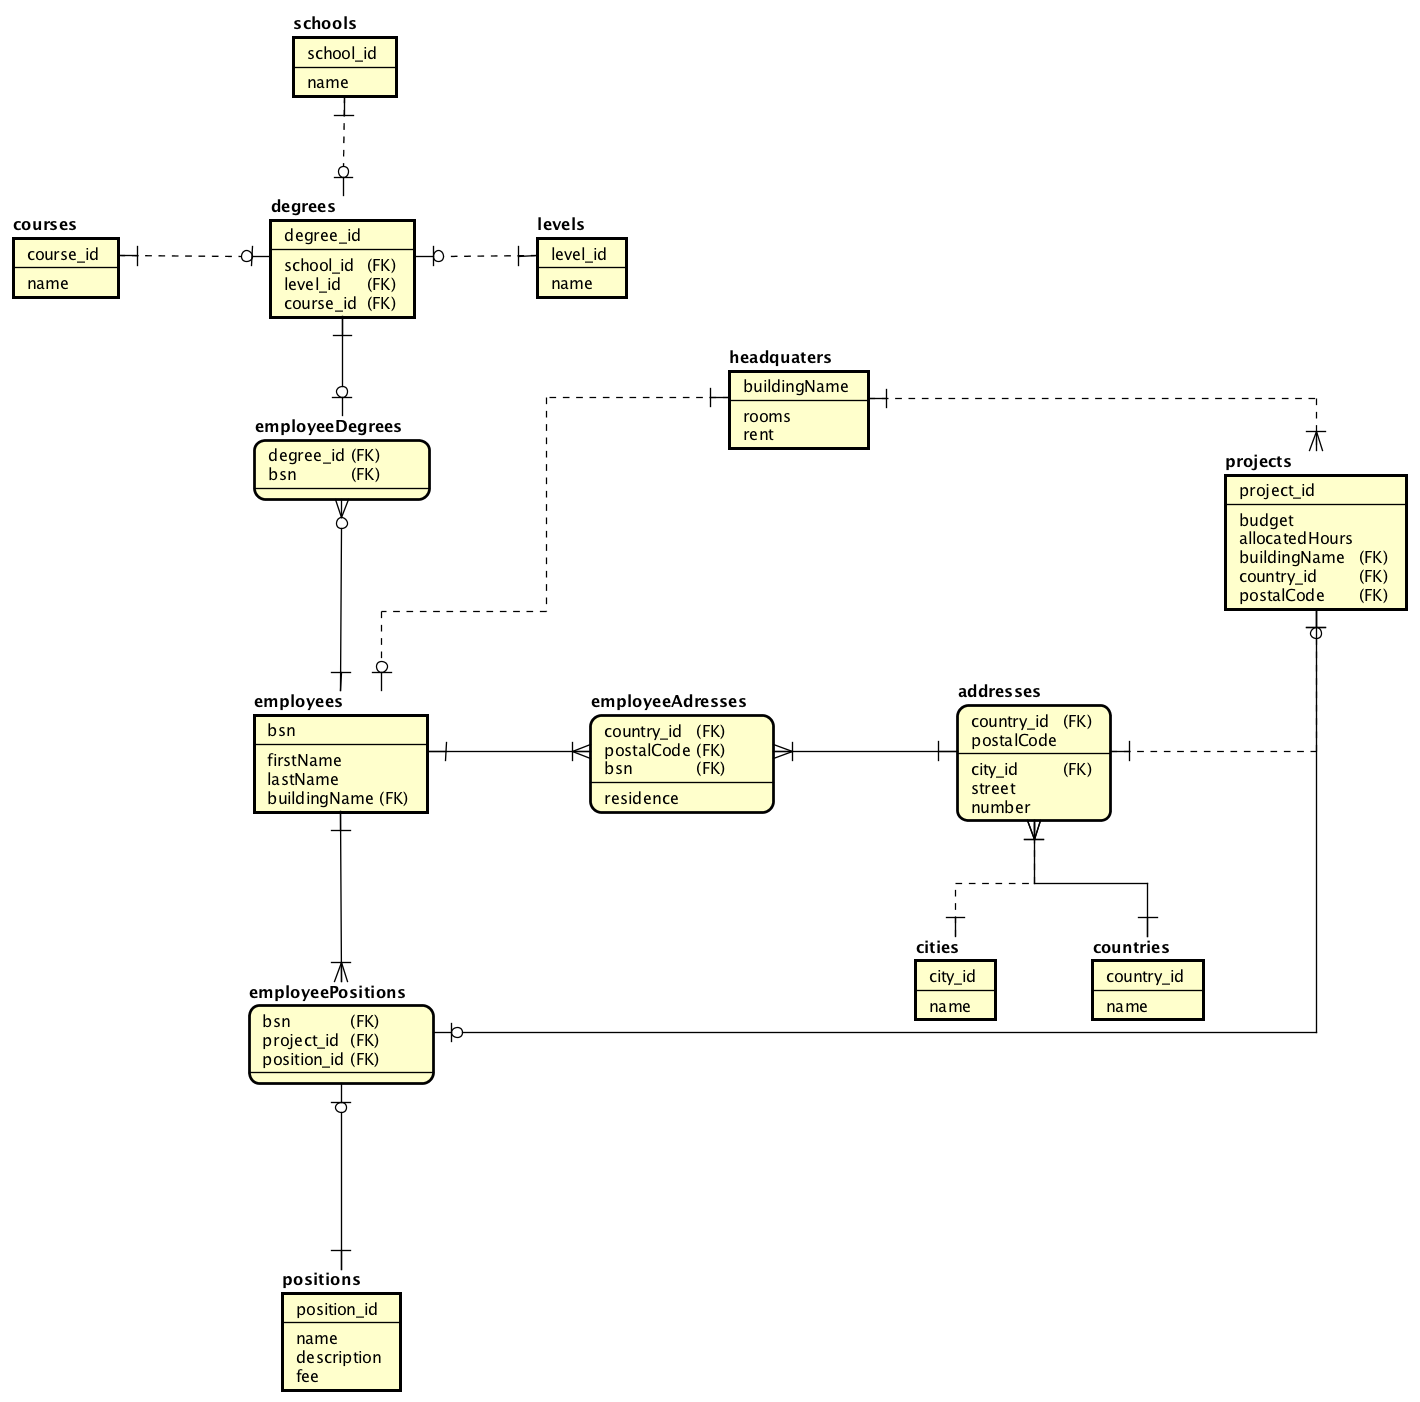 schools
school_id
name
degrees
degree_id
school_id (FK)
level_id (FK)
course_id (FK)
courses
course_id
name
levels
level_id
name
headquaters
buildingName
rooms
rent
employeeDegrees
degree_id (FK)
bsn (FK)
projects
project_id
budget
allocatedHours
buildingName (FK)
country_id (FK)
postalCode (FK)
employees
bsn
firstName
lastName
buildingName (FK)
employeeAdresses
country_id (FK)
postalCode (FK)
bsn (FK)
residence
addresses
country_id (FK)
postalCode
city_id (FK)
street
number
cities
city_id
name
countries
country_id
name
employeePositions
bsn (FK)
project_id (FK)
position_id (FK)
positions
position_id
name
description
fee